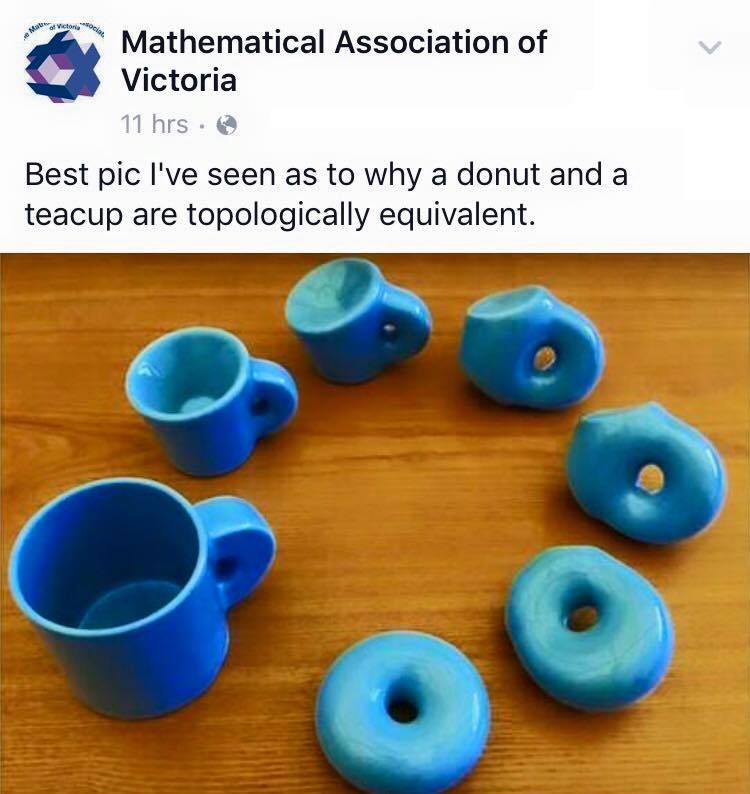 Mathematical Association of
Victoria
11 hrs ·
Best pic I've seen as to why a donut and a
teacup are topologically equivalent.